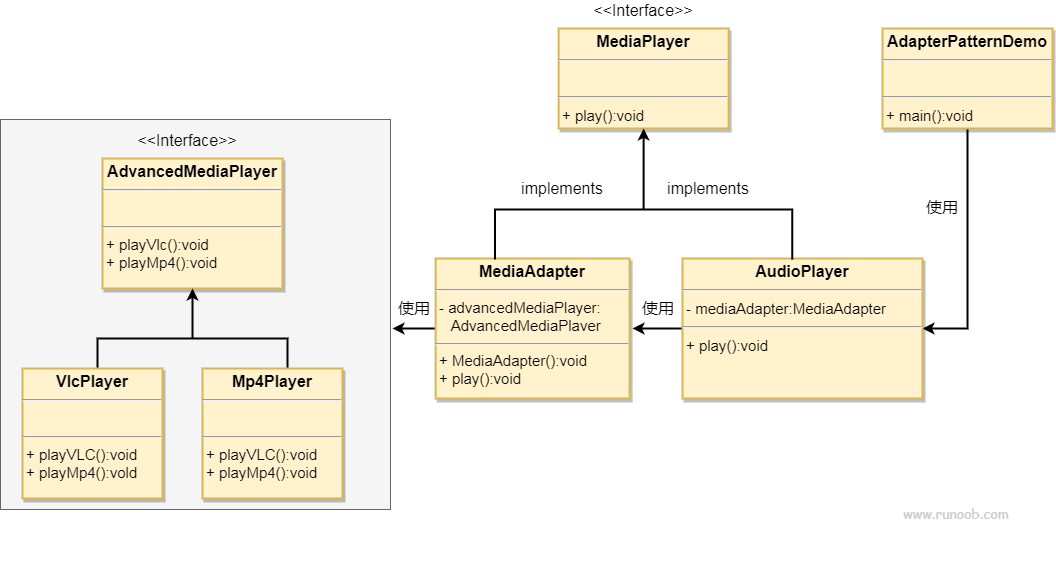 <<Interface>>
MediaPlayer
+ play():void
AdapterPatternDemo
+ main():void
<<Interface>>
AdvancedMediaPlayer
+ playVlc():void
+ playMp4():void
implements
implements
使用
VlcPlayer
+ playVLC():void
+ playMp4():vold
Mp4Player
+ playVLC():void
+ playMp4():void
使用
MediaAdapter
- advancedMediaPlayer:
AdvancedMediaPlaver
+ MediaAdapter():void
+ play():void
使用
AudioPlayer
- mediaAdapter:MediaAdapter
+ play():void
www.runoob.com